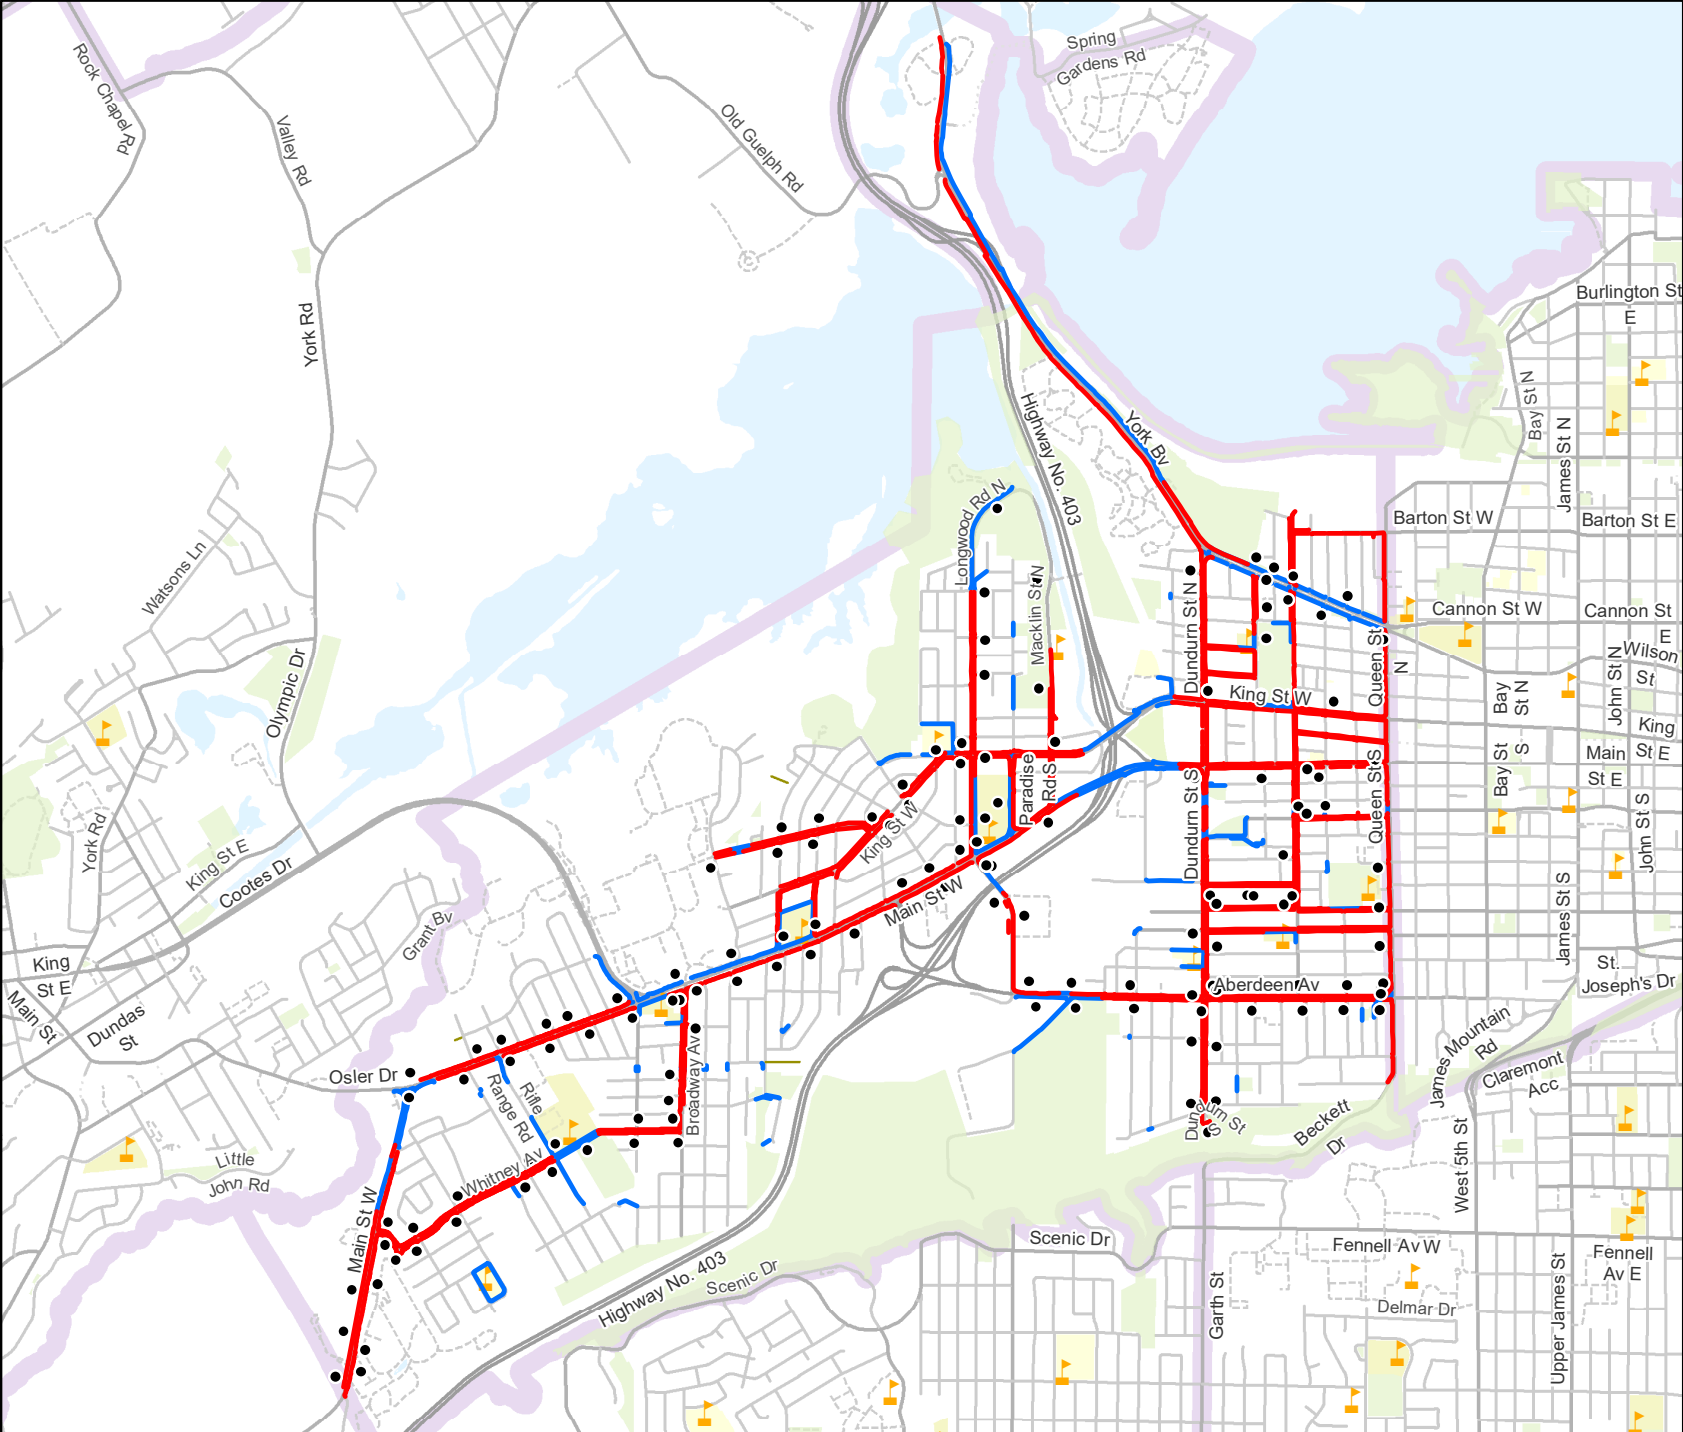 Spring
Gardens Rd
Rock Chapel Rd
Valley Rd
Old Guelph Rd
York Rd
Burlington St
E
Bay St N
James St N
York Bv
Highway No. 403
Longwood Rd N
Barton St W
Barton St E
Watsons Ln
Macklin St N
Dundurn St N
Cannon St W
Cannon St
E
Wilson
St
Olympic Dr
Queen St
N
King St W
Bay
St N
John St N
King
St E
Main
St E
Bay St
S
Paradise
Rd S
Dundurn St S
Queen St S
York Rd
King St E
Cootes Dr
King St W
Main St W
John St S
James St S
Grant Bv
King
St E
Main St
Dundas
St
St.
Joseph's Dr
Aberdeen Av
Osler Dr
Rifle
Range Rd
Broadway Av
James Mountain
Rd
Claremont
Acc
Dundurn St
S
Beckett
Dr
West 5th St
Little
John Rd
Whitney Av
Main St W
Scenic Dr
Fennell Av W
Fennell
Av E
Highway No. 403
Scenic Dr
Garth St
Delmar Dr
Upper James St